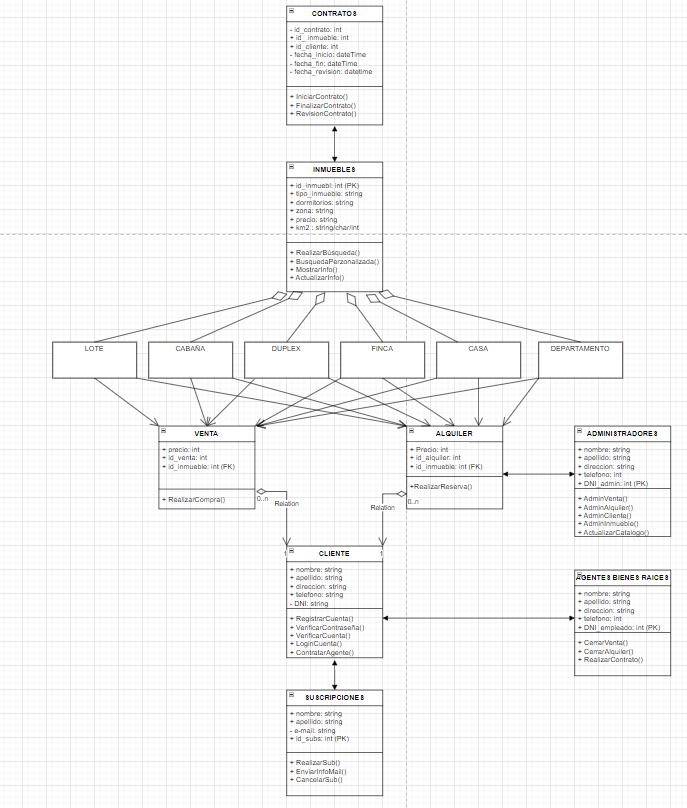 CONTRATOS
- id_contrato: int
+ id_ inmueble: int
+ id_cliente: int
- fecha_inicio: dateTime
- fecha_fin: dateTime
- fecha_revision: datetime
+ IniciarContrato()
+ FinalizarContrato()
+ RevisionContrato()
INMUEBLES
+ id_inmuebl: int (PK)
+ tipo_inmueble: string
+ dormitorios: string
+ zona: string
+ precio: string
+ km2 : string/char/int
+ RealizarBúsqueda()
+ BusquedaPerzonalizada()
+ MostrarInfo()
+ ActualizarInfo()
LOTE
CABAÑA
DUPLEX
FINCA
CASA
DEPARTAMENTO
VENTA
+ precio: int
+ id_venta: int
+ id_inmueble: int (FK)
+ RealizarCompra()
ALQUILER
+ Precio: int
+ id_alquiler: int
+ id_inmueble: int (FK)
+RealizarReserva()
ADMINISTRADORES
+ nombre: string
+ apellido: string
+ direccion: string
+ telefono: int
+ DNI_admin: int (PK)
+ AdminVenta()
+ AdminAlquiler()
+ AdminCliente()
+ AdminInmueble()
+ ActualizarCatalogo()
0..n
Relation
1
0..n
Relation
1
CLIENTE
+ nombre: string
+ apellido: string
+ direccion: string
+ telefono: string
- DNI: string
+ RegistrarCuenta()
+ VerificarContraseña()
+ VerificarCuenta()
+ LoginCuenta()
+ ContratarAgente()
AGENTES BIENES RAICES
+ nombre: string
+ apellido: string
+ direccion: string
+ telefono: int
+ DNI_empleado: int (PK)
+ CerrarVenta()
+ CerrarAlquiler()
+ RealizarContrato()
SUSCRIPCIONES
+ nombre: string
+ apellido: string
- e-mail: string
+ id_subs: int (PK)
+ RealizarSub()
+ EnviarInfoMail()
+ CancelarSub()